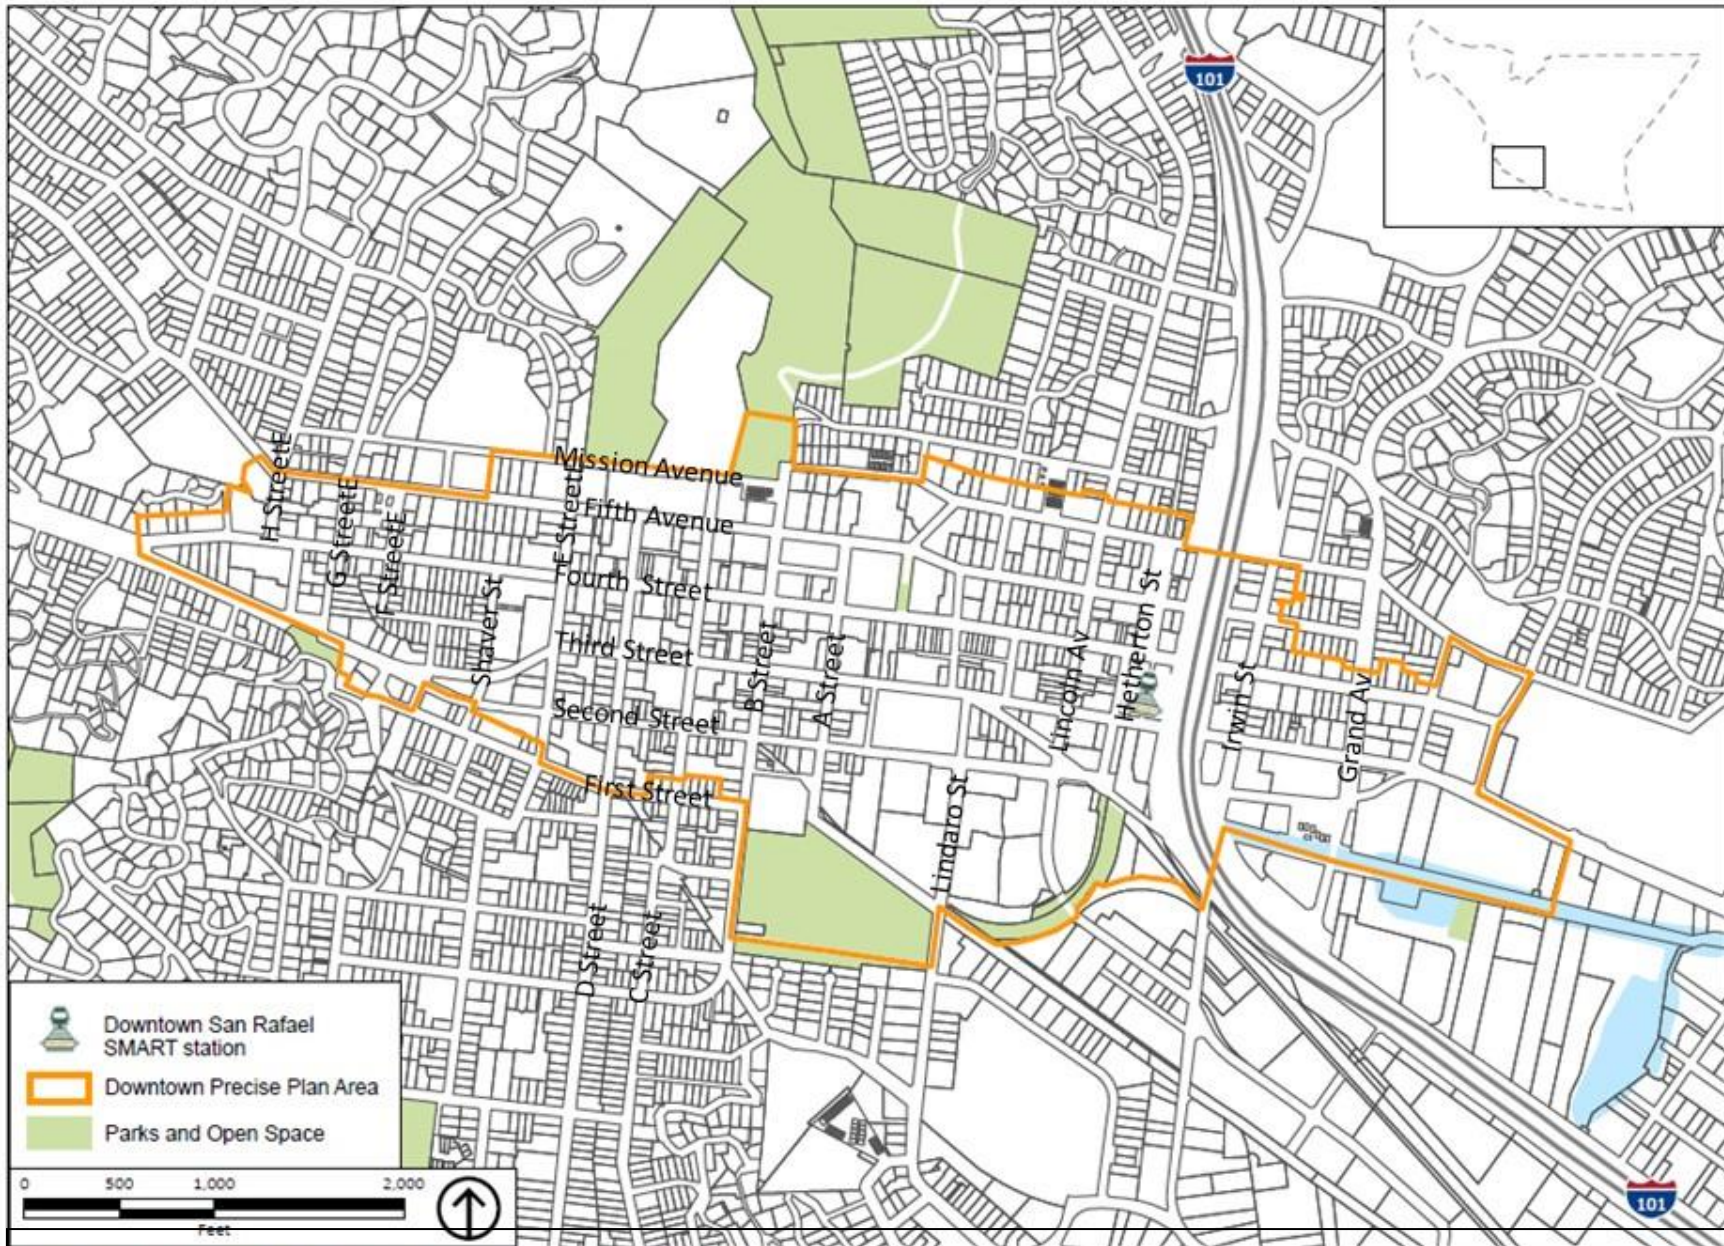 101
Mission Avenue
Fifth Avenue
Fourth Street
Third Street
Second Street
First Street
H StreetE
G StreetE
F StreetE
E Street
Shaver St
D Street
C Street
B Street
A Street
Lindaro St
Lincoln Av
Hetherton St
Irwin St
Grand Av
Downtown San Rafael
SMART station
Downtown Precise Plan Area
Parks and Open Space
0 500 1,000 2,000
Feet
101